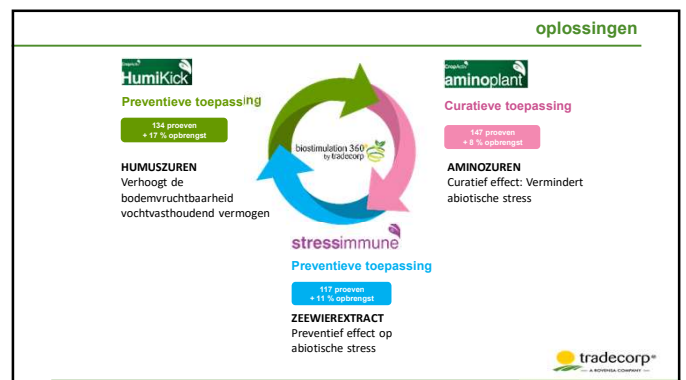 oplossingen
CropActiv
HumiKick
Preventieve toepassing
134 proeven
+ 17 % opbrengst
HUMUSZUREN
Verhoogt de
bodemvruchtbaarheid
vochtvasthoudend vermogen
biostimulation 360°
by tradecorp
CropActiv
aminoplant
Curatieve toepassing
147 proeven
+ 8 % opbrengst
AMINOZUREN
Curatief effect: Vermindert
abiotische stress
stressimmune
Preventieve toepassing
117 proeven
+ 11 % opbrengst
ZEEWIEREXTRACT
Preventief effect op
abiotische stress
tradecorp
A ROVENSA COMPANY